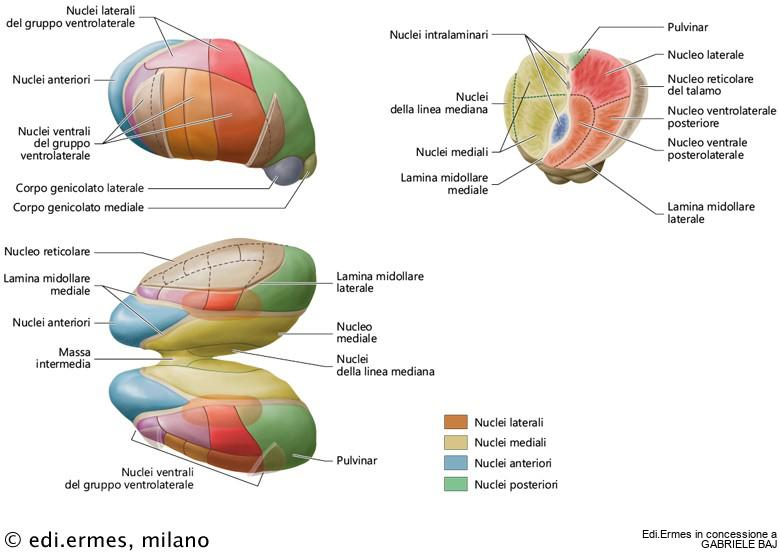 Nuclei laterali
del gruppo ventrolaterale
Nuclei anteriori
Nuclei ventrali
del gruppo
ventrolaterale
Corpo genicolato laterale
Corpo genicolato mediale
Nuclei intralaminari
Nuclei
della linea mediana
Nuclei mediali
Lamina midollare
mediale
Pulvinar
Nucleo laterale
Nucleo reticolare
del talamo
Nucleo ventrolaterale
posteriore
Nucleo ventrale
posterolaterale
Lamina midollare
laterale
Nucleo reticolare
Lamina midollare
mediale
Nuclei anteriori
Massa
intermedia
Nuclei ventrali
del gruppo ventrolaterale
Lamina midollare
laterale
Nucleo
mediale
Nuclei
della linea mediana
Pulvinar
Nuclei laterali
Nuclei mediali
Nuclei anteriori
Nuclei posteriori
© edi.ermes, milano
Edi.Ermes in concessione a
GABRIELE BAJ